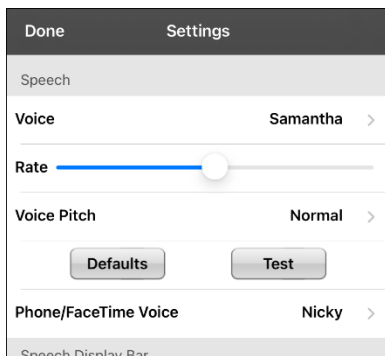 Done Settings
Speech
Voice Samantha
Rate
Voice Pitch Normal
Defaults Test
Phone/FaceTime Voice Nicky
Speech Display Bar